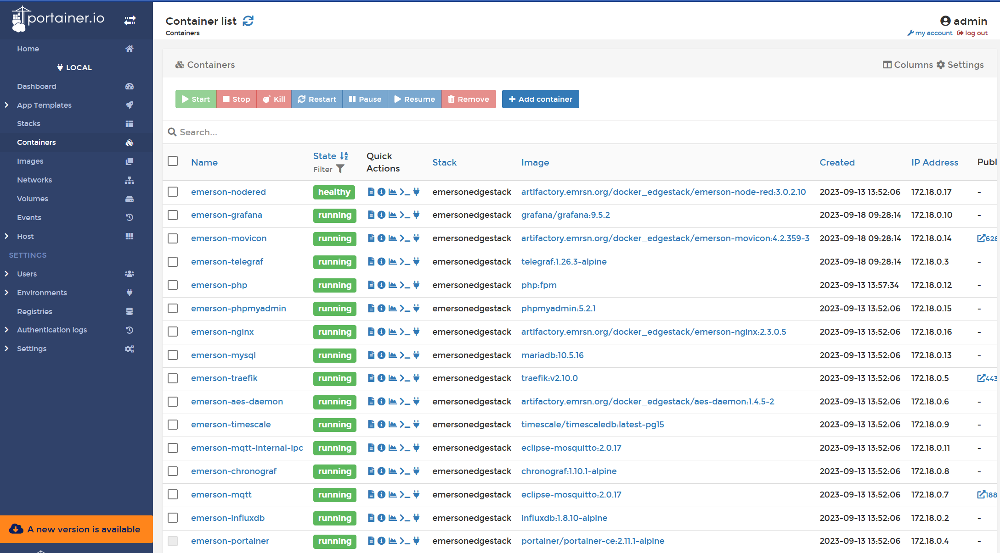 portainer.io
Container list
Containers
admin
my account log out
Home
LOCAL
Dashboard
App Templates
Stacks
Containers
Images
Networks
Volumes
Events
Host
SETTINGS
Users
Environments
Registries
Authentication logs
Settings
A new version is available
Containers
Columns Settings
Start Stop Kill Restart Pause Resume Remove Add container
Search...
Name State Filter Quick Actions Stack Image Created IP Address Publ
emerson-nodered healthy emersonedgestack artifactory.emrsn.org/docker_edgestack/emerson-node-red:3.0.2.10 2023-09-13 13:52:06 172.18.0.17 -
emerson-grafana running emersonedgestack grafana/grafana:9.5.2 2023-09-18 09:28:14 172.18.0.10 -
emerson-movicon running emersonedgestack artifactory.emrsn.org/docker_edgestack/emerson-movicon:4.2.359-3 2023-09-18 09:28:14 172.18.0.14 628
emerson-telegraf running emersonedgestack telegraf:1.26.3-alpine 2023-09-18 09:28:14 172.18.0.3 -
emerson-php running emersonedgestack php:fpm 2023-09-13 13:57:34 172.18.0.12 -
emerson-phpmyadmin running emersonedgestack phpmyadmin:5.2.1 2023-09-13 13:52:06 172.18.0.15 -
emerson-nginx running emersonedgestack artifactory.emrsn.org/docker_edgestack/emerson-nginx:2.3.0.5 2023-09-13 13:52:06 172.18.0.16 -
emerson-mysql running emersonedgestack mariadb:10.5.16 2023-09-13 13:52:06 172.18.0.13 -
emerson-traefik running emersonedgestack traefik:v2.10.0 2023-09-13 13:52:06 172.18.0.5 443
emerson-aes-daemon running emersonedgestack artifactory.emrsn.org/docker_edgestack/aes-daemon:1.4.5-2 2023-09-13 13:52:06 172.18.0.6 -
emerson-timescale running emersonedgestack timescale/timescaledb:latest-pg15 2023-09-13 13:52:06 172.18.0.9 -
emerson-mqtt-internal-ipc running emersonedgestack eclipse-mosquitto:2.0.17 2023-09-13 13:52:06 172.18.0.11 -
emerson-chronograf running emersonedgestack chronograf:1.10.1-alpine 2023-09-13 13:52:06 172.18.0.8 -
emerson-mqtt running emersonedgestack eclipse-mosquitto:2.0.17 2023-09-13 13:52:06 172.18.0.7 188
emerson-influxdb running emersonedgestack influxdb:1.8.10-alpine 2023-09-13 13:52:06 172.18.0.2 -
emerson-portainer running emersonedgestack portainer/portainer-ce:2.11.1-alpine 2023-09-13 13:52:06 172.18.0.4 -